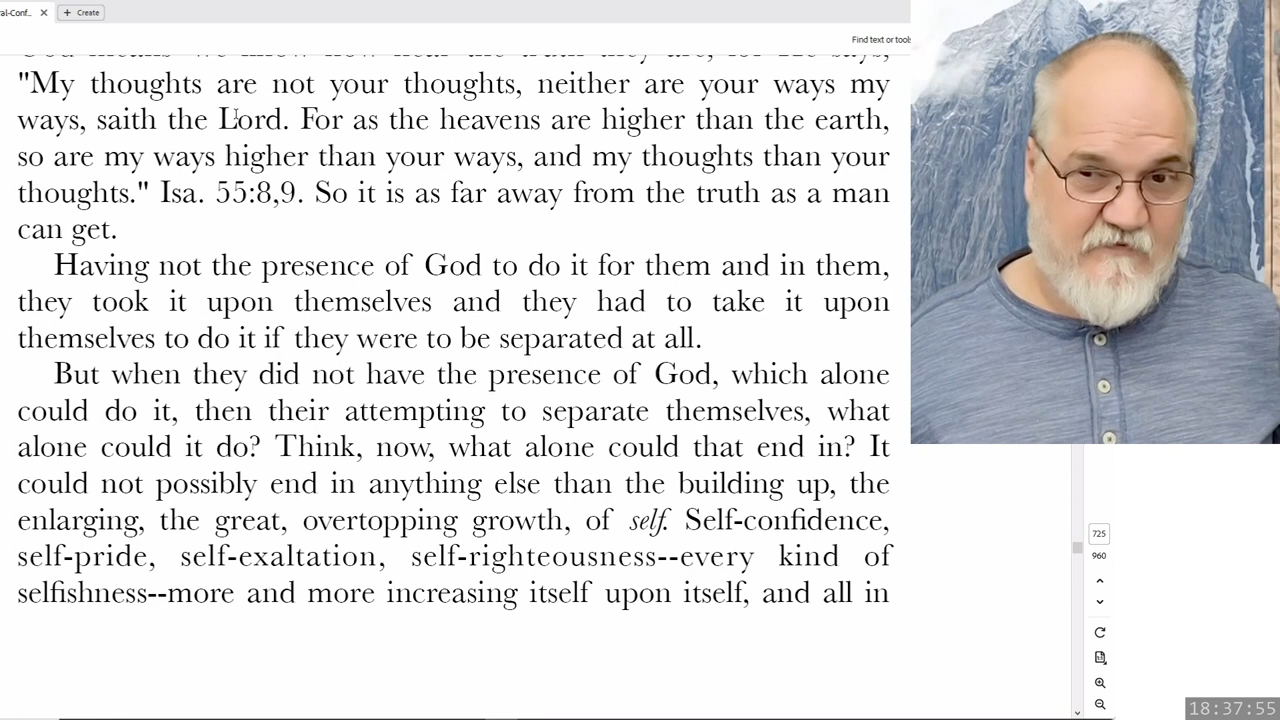 al-Conf...
Create
Find text or tools
"My thoughts are not your thoughts, neither are your ways my
ways, saith the Lord. For as the heavens are higher than the earth,
so are my ways higher than your ways, and my thoughts than your
thoughts." Isa. 55:8,9. So it is as far away from the truth as a man
can get.
Having not the presence of God to do it for them and in them,
they took it upon themselves and they had to take it upon
themselves to do it if they were to be separated at all.
But when they did not have the presence of God, which alone
could do it, then their attempting to separate themselves, what
alone could it do? Think, now, what alone could that end in? It
could not possibly end in anything else than the building up, the
enlarging, the great, overtopping growth, of self. Self-confidence,
self-pride, self-exaltation, self-righteousness--every kind of
selfishness--more and more increasing itself upon itself, and all in
725
960
18:37:55